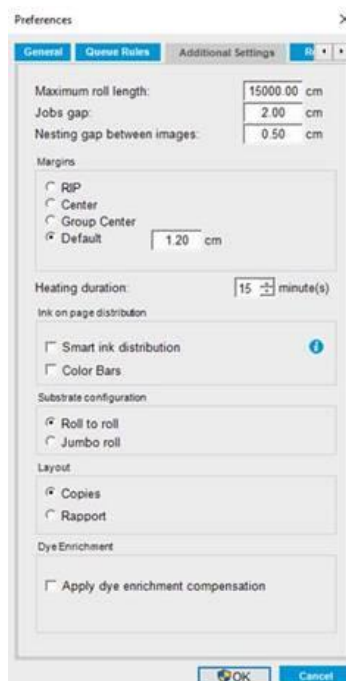 Preferences
General Queue Rules Additional Settings
Maximum roll length: 15000.00 cm
Jobs gap: 2.00 cm
Nesting gap between images: 0.50 cm
Margins
RIP
Center
Group Center
Default 1.20 cm
Heating duration: 15 minute(s)
Ink on page distribution
Smart ink distribution
Color Bars
Substrate configuration
Roll to roll
Jumbo roll
Layout
Copies
Rapport
Dye Enrichment
Apply dye enrichment compensation
OK Cancel